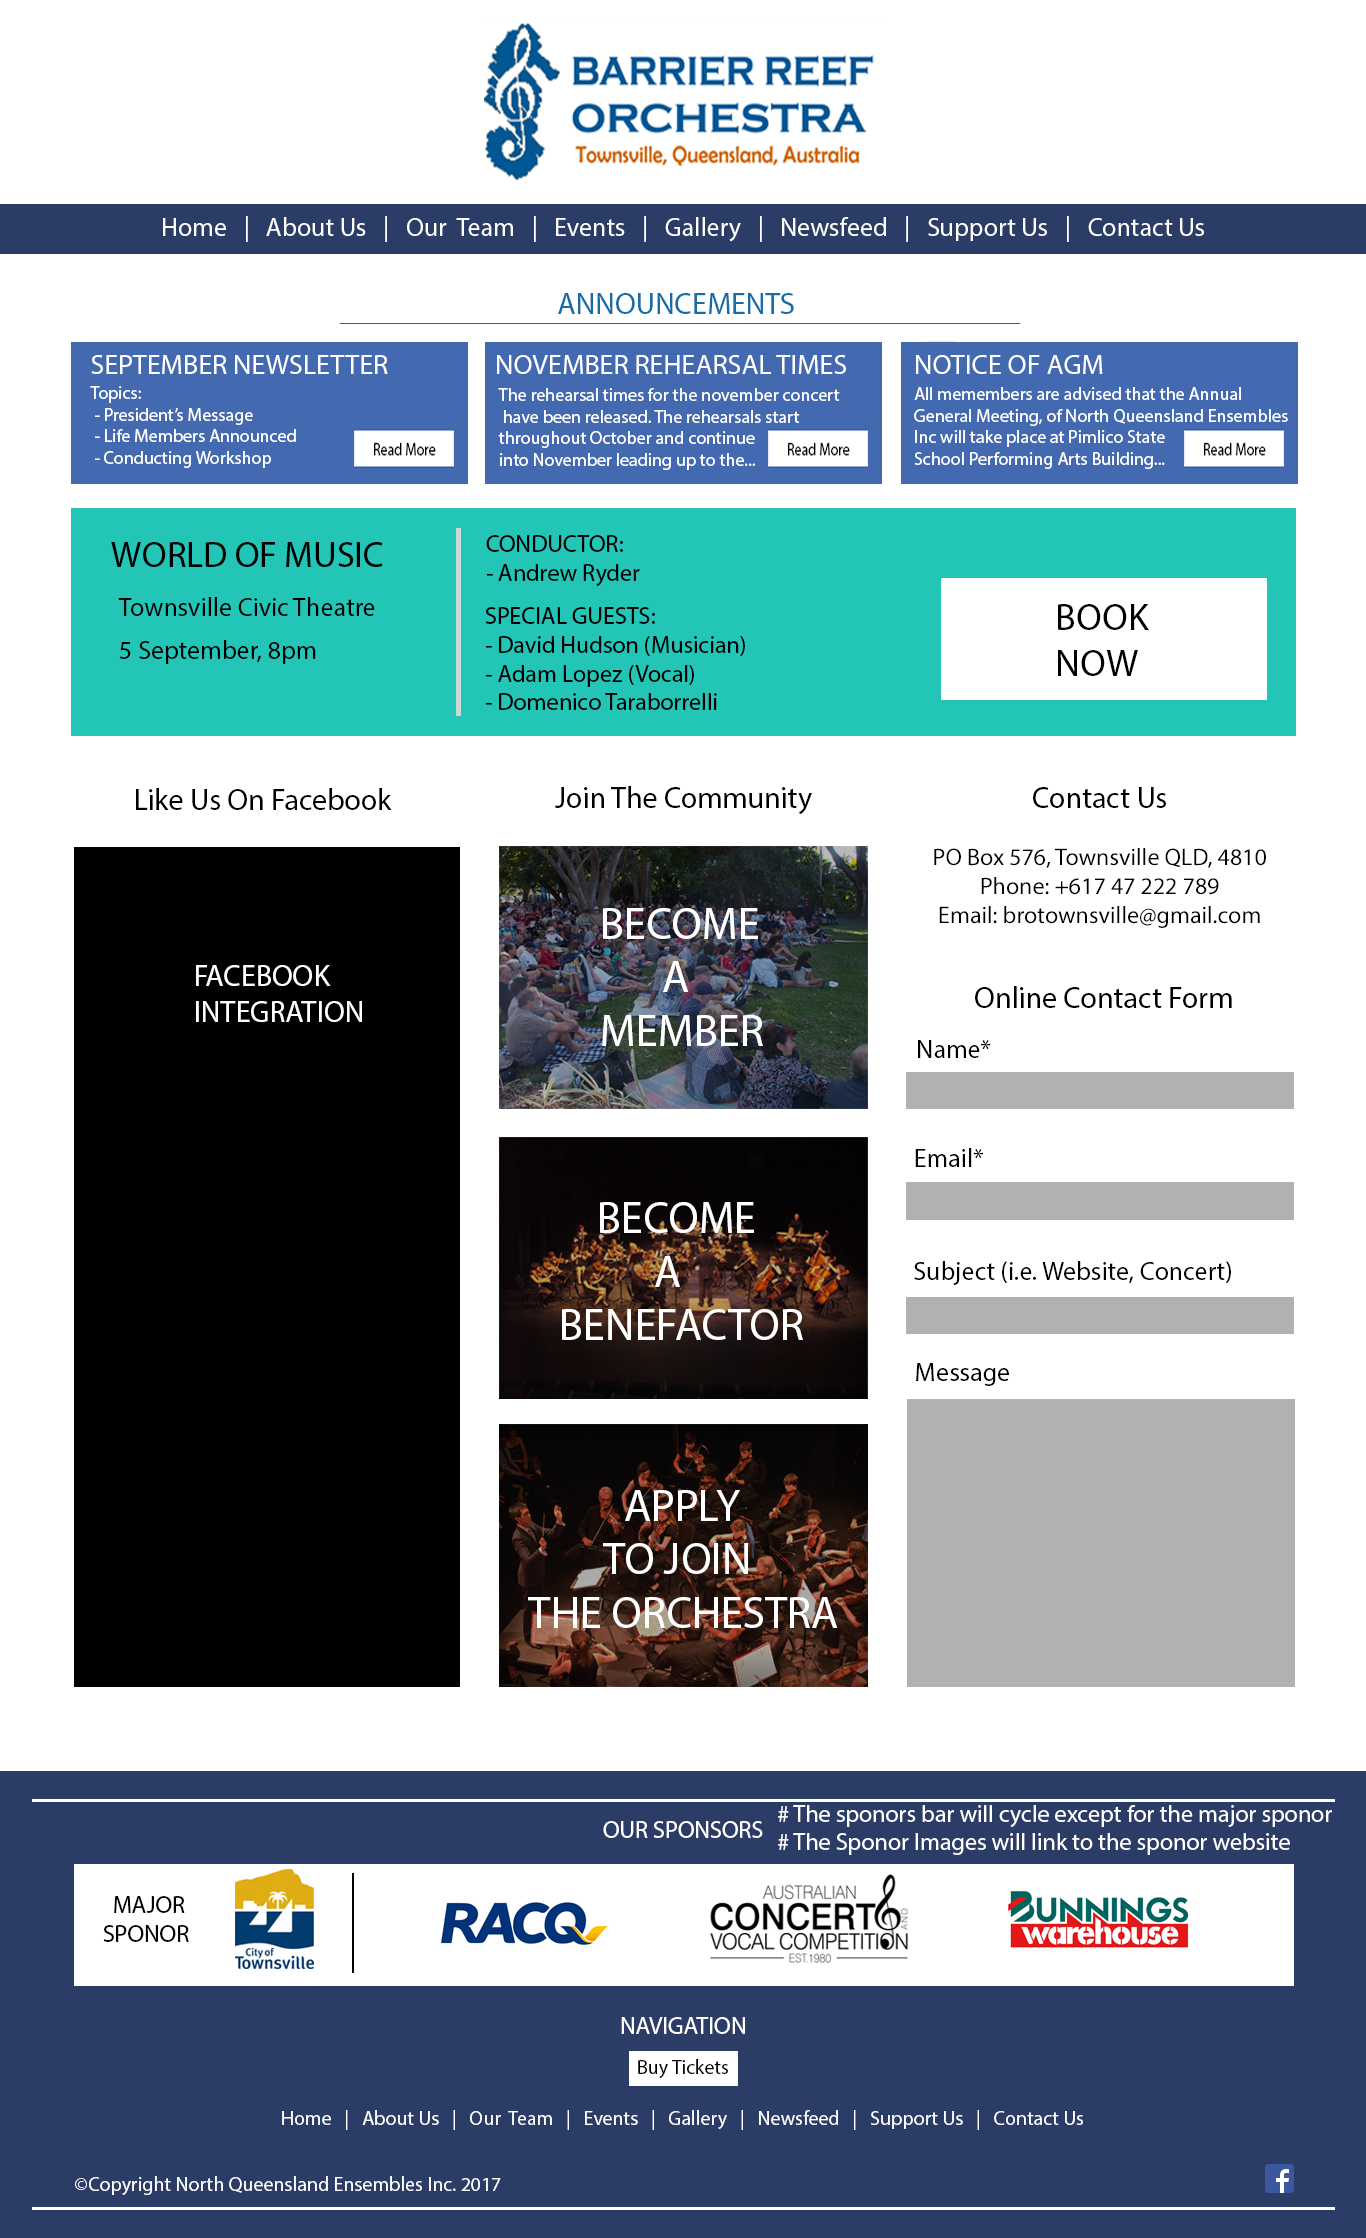 BARRIER REEF
ORCHESTRA
Townsville, Queensland, Australia
Home | About Us | Our Team | Events | Gallery | Newsfeed | Support Us | Contact Us
ANNOUNCEMENTS
SEPTEMBER NEWSLETTER
Topics:
- President's Message
- Life Members Announced
- Conducting Workshop
Read More
NOVEMBER REHEARSAL TIMES
The rehearsal times for the november concert
have been released. The rehearsals start
throughout October and continue
into November leading up to the...
Read More
NOTICE OF AGM
All memembers are advised that the Annual
General Meeting, of North Queensland Ensembles
Inc will take place at Pimlico State
School Performing Arts Building...
Read More
WORLD OF MUSIC
Townsville Civic Theatre
5 September, 8pm
CONDUCTOR:
- Andrew Ryder
SPECIAL GUESTS:
- David Hudson (Musician)
- Adam Lopez (Vocal)
- Domenico Taraborrelli
BOOK
NOW
Like Us On Facebook
FACEBOOK
INTEGRATION
Join The Community
BECOME
A
MEMBER
BECOME
A
BENEFACTOR
APPLY
TO JOIN
THE ORCHESTRA
Contact Us
PO Box 576, Townsville QLD, 4810
Phone: +617 47 222 789
Email: brotownsville@gmail.com
Online Contact Form
Name*
Email*
Subject (i.e. Website, Concert)
Message
OUR SPONSORS
# The sponors bar will cycle except for the major sponor
# The Sponor Images will link to the sponor website
MAJOR
SPONOR
City of
Townsville
RACQ
AUSTRALIAN
CONCERT AND
VOCAL COMPETITION
EST.1980
BUNNINGS
warehouse
NAVIGATION
Buy Tickets
Home | About Us | Our Team | Events | Gallery | Newsfeed | Support Us | Contact Us
©Copyright North Queensland Ensembles Inc. 2017
f